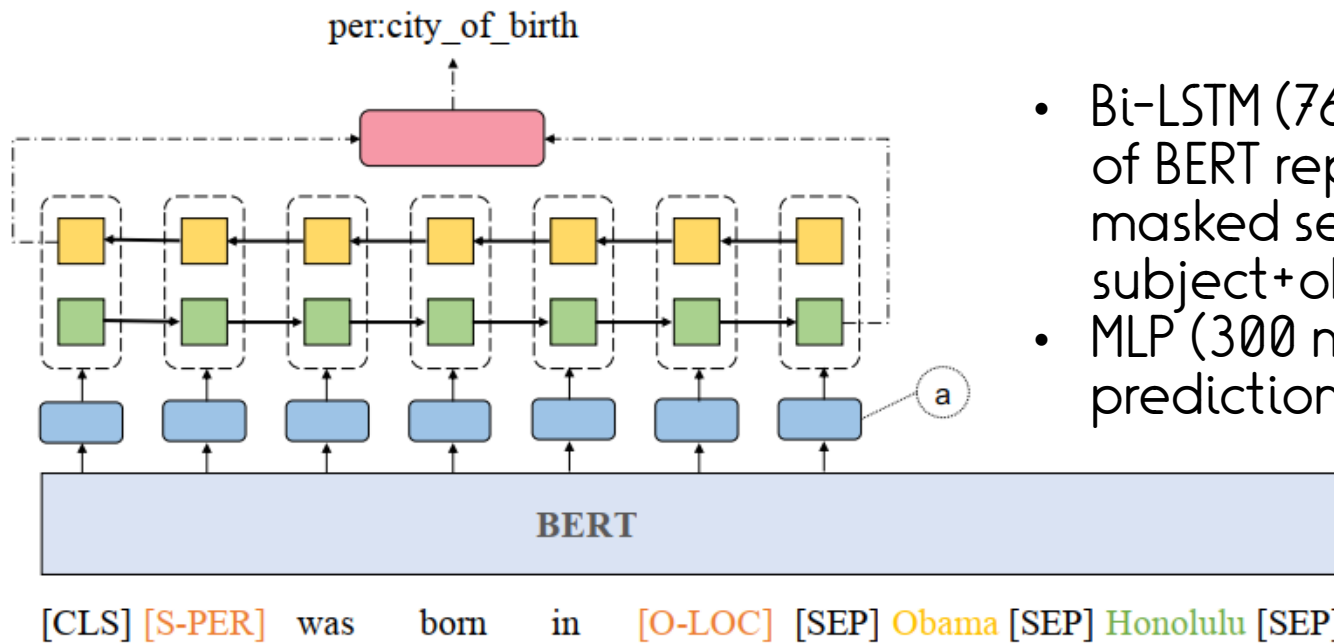 per:city_of_birth
• Bi-LSTM (76
of BERT rep
masked se
subject+ol
• MLP (300 n
prediction
a
BERT
[CLS] [S-PER] was born in [O-LOC] [SEP] Obama [SEP] Honolulu [SEP]